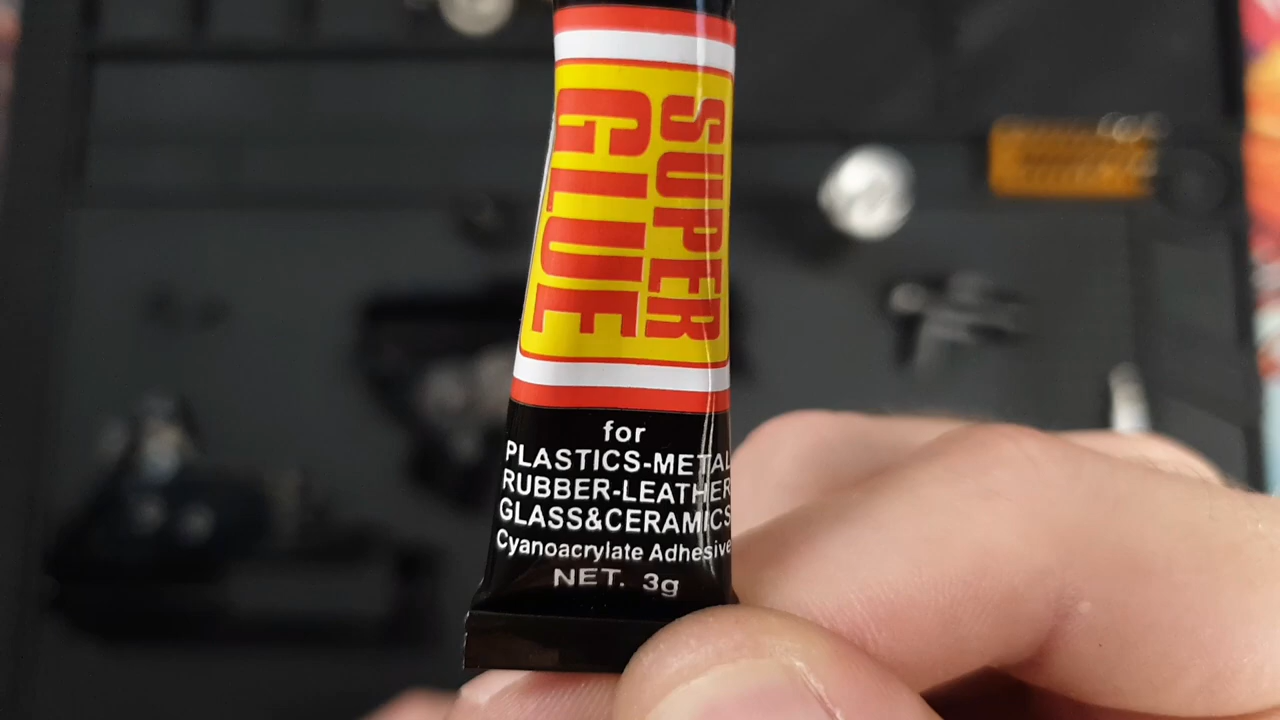 SUPER
GLUE
for
PLASTICS-METAL
RUBBER-LEATHER
GLASS&CERAMICS
Cyanoacrylate Adhesive
NET. 3g